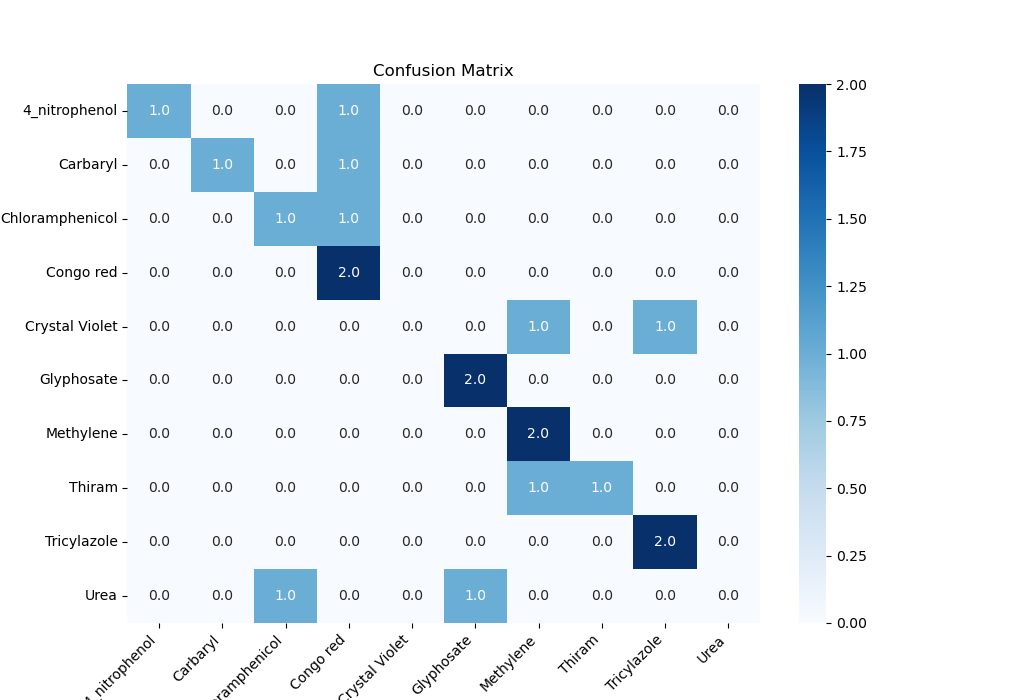 Confusion Matrix
4_nitrophenol 1.0 0.0 0.0 1.0 0.0 0.0 0.0 0.0 0.0 0.0
Carbaryl 0.0 1.0 0.0 1.0 0.0 0.0 0.0 0.0 0.0 0.0
Chloramphenicol 0.0 0.0 1.0 1.0 0.0 0.0 0.0 0.0 0.0 0.0
Congo red 0.0 0.0 0.0 2.0 0.0 0.0 0.0 0.0 0.0 0.0
Crystal Violet 0.0 0.0 0.0 0.0 0.0 0.0 1.0 0.0 1.0 0.0
Glyphosate 0.0 0.0 0.0 0.0 0.0 2.0 0.0 0.0 0.0 0.0
Methylene 0.0 0.0 0.0 0.0 0.0 0.0 2.0 0.0 0.0 0.0
Thiram 0.0 0.0 0.0 0.0 0.0 0.0 1.0 1.0 0.0 0.0
Tricylazole 0.0 0.0 0.0 0.0 0.0 0.0 0.0 0.0 2.0 0.0
Urea 0.0 0.0 1.0 0.0 0.0 1.0 0.0 0.0 0.0 0.0
4_nitrophenol
Carbaryl
ramphenicol
Congo red
Crystal Violet
Glyphosate
Methylene
Thiram
Tricylazole
Urea
2.00
1.75
1.50
1.25
1.00
0.75
0.50
0.25
0.00